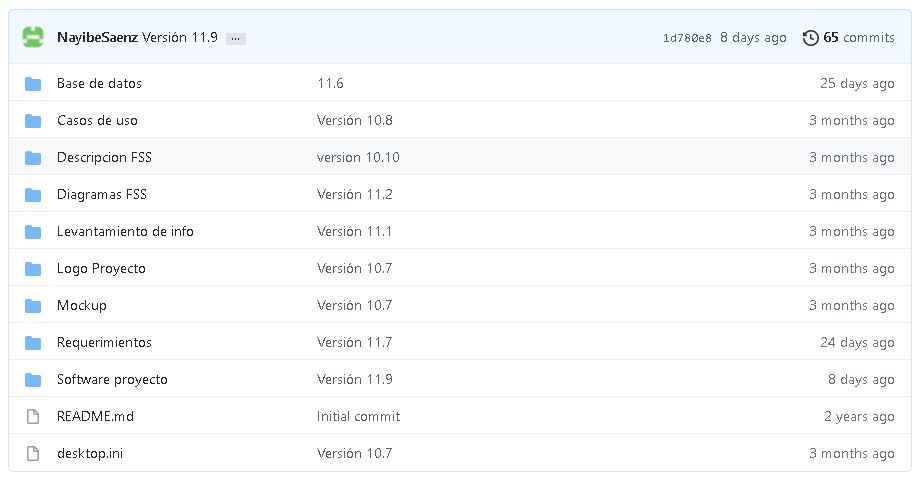 NayibeSaenz Versión 11.9 ... 1d780e8 8 days ago 65 commits
Base de datos 11.6 25 days ago
Casos de uso Versión 10.8 3 months ago
Descripcion FSS version 10.10 3 months ago
Diagramas FSS Versión 11.2 3 months ago
Levantamiento de info Versión 11.1 3 months ago
Logo Proyecto Versión 10.7 3 months ago
Mockup Versión 10.7 3 months ago
Requerimientos Versión 11.7 24 days ago
Software proyecto Versión 11.9 8 days ago
README.md Initial commit 2 years ago
desktop.ini Versión 10.7 3 months ago